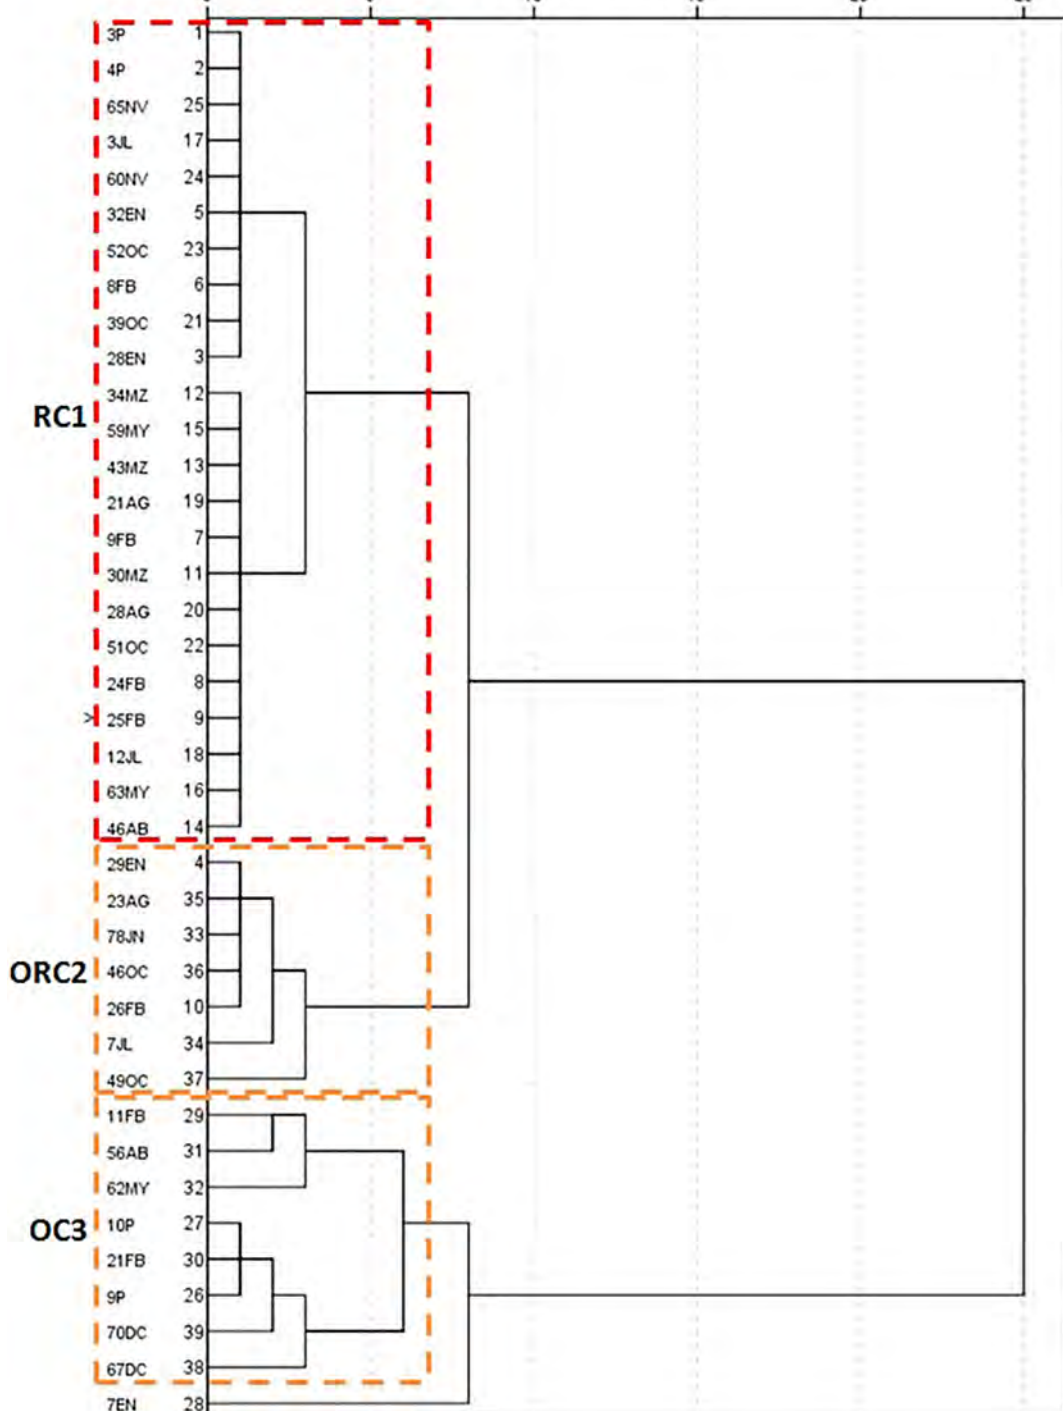 3P 1
4P 2
65NV 25
3JL 17
60NV 24
32EN 5
52OC 23
8FB 6
39OC 21
28EN 3
34MZ 12
RC1
59MY 15
43MZ 13
21AG 19
9FB 7
30MZ 11
28AG 20
51OC 22
24FB 8
> 25FB 9
12JL 18
63MY 16
46AB 14
29EN 4
23AG 35
78JN 33
ORC2 46OC 36
26FB 10
7JL 34
49OC 37
11FB 29
56AB 31
62MY 32
OC3 10P 27
21FB 30
9P 26
70DC 39
67DC 38
7EN 28